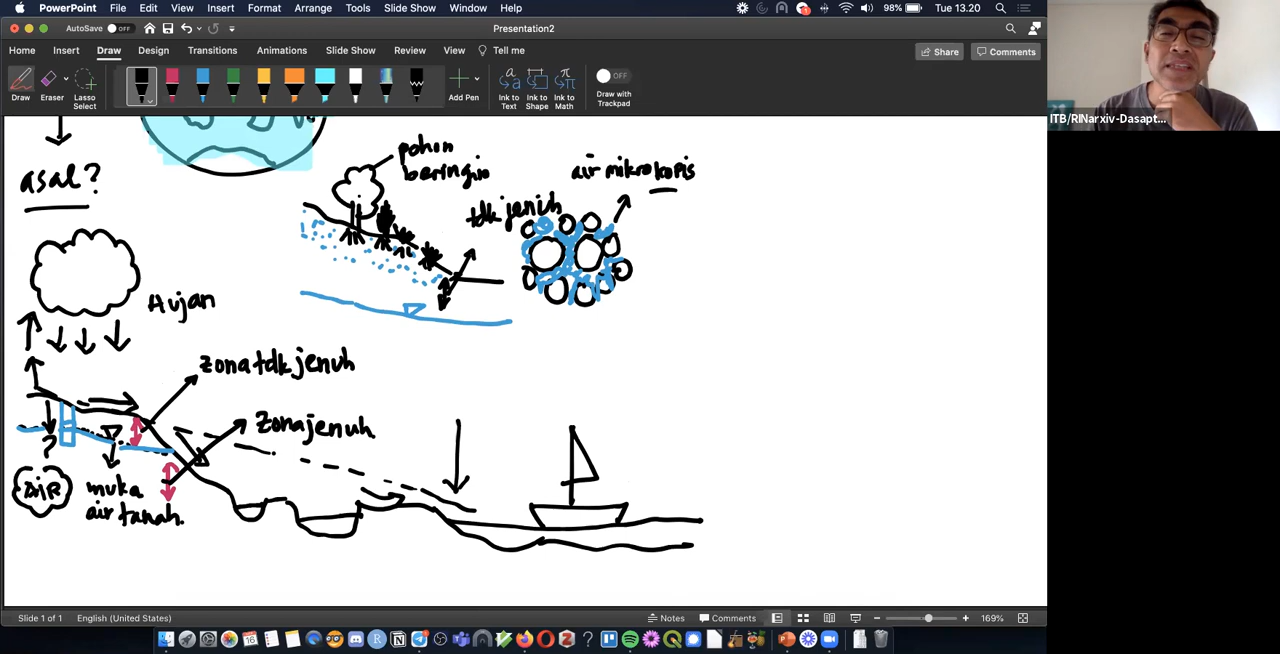 PowerPoint File Edit View Insert Format Arrange Tools Slide Show Window Help
98% Tue 13.20
AutoSave OFF
Presentation2
Home Insert Draw Design Transitions Animations Slide Show Review View Tell me
Share Comments
Draw Eraser Lasso Select
Add Pen
Ink to Text
Ink to Shape
Ink to Math
OFF
Draw with Trackpad
ITB/RINarxiv-Dasapt...
asal?
pohon
beringin
air mikrokopis
tdk jenuh
Hujan
zona tdk jenuh
Zona jenuh
?
air
muka
air tanah.
Slide 1 of 1 English (United States)
Notes Comments 169%